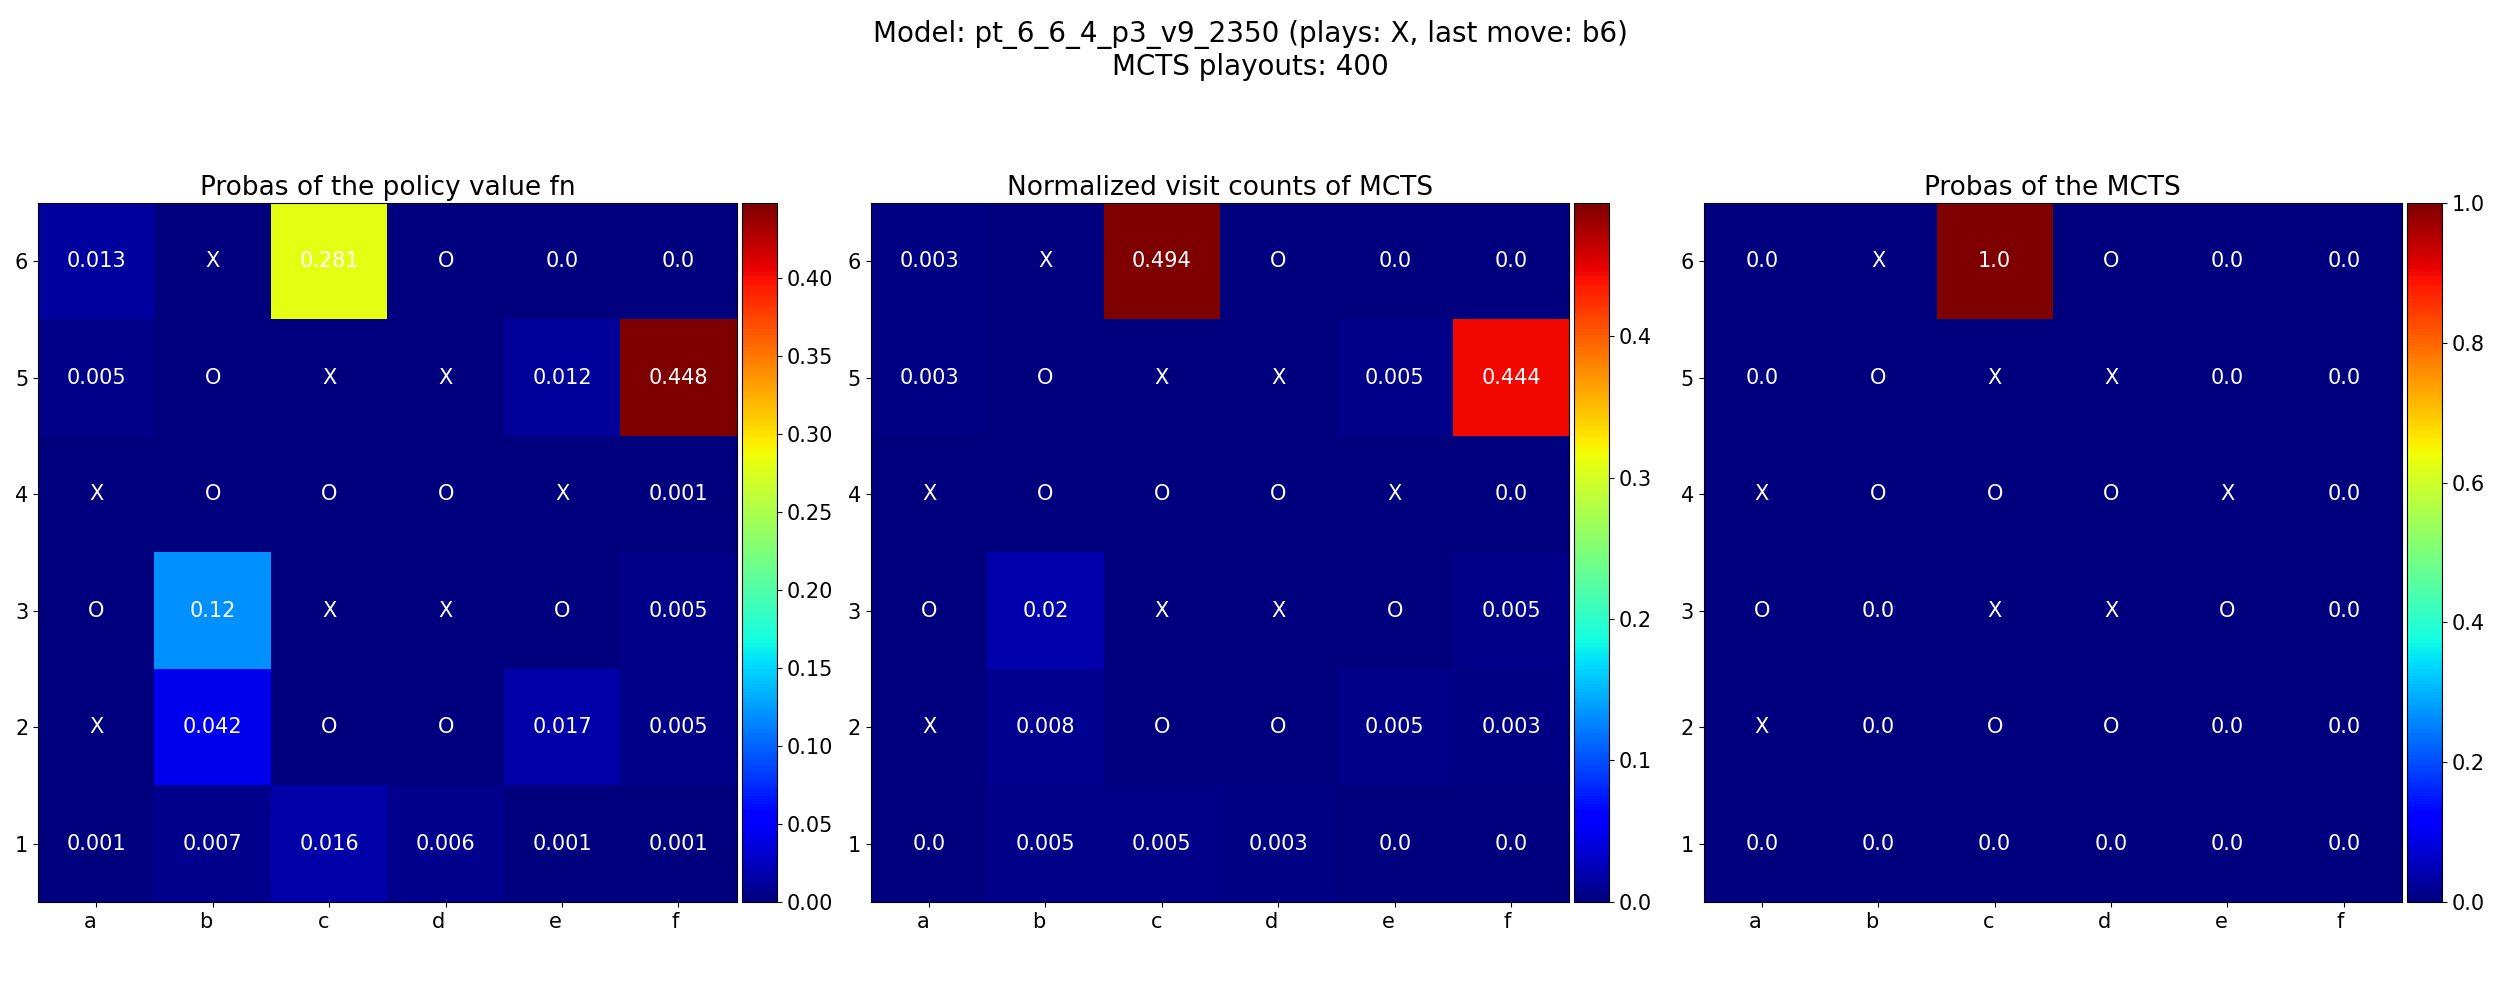 Model: pt_6_6_4_p3_v9_2350 (plays: X, last move: b6)
MCTS playouts: 400
Probas of the policy value fn
6 0.013 X 0.281 O 0.0 0.0
5 0.005 O X X 0.012 0.448
4 X O O O X 0.001
3 O 0.12 X X O 0.005
2 X 0.042 O O 0.017 0.005
1 0.001 0.007 0.016 0.006 0.001 0.001
a b c d e f
0.40
0.35
0.30
0.25
0.20
0.15
0.10
0.05
0.00
Normalized visit counts of MCTS
6 0.003 X 0.494 O 0.0 0.0
5 0.003 O X X 0.005 0.444
4 X O O O X 0.0
3 O 0.02 X X O 0.005
2 X 0.008 O O 0.005 0.003
1 0.0 0.005 0.005 0.003 0.0 0.0
a b c d e f
0.4
0.3
0.2
0.1
0.0
Probas of the MCTS
6 0.0 X 1.0 O 0.0 0.0
5 0.0 O X X 0.0 0.0
4 X O O O X 0.0
3 O 0.0 X X O 0.0
2 X 0.0 O O 0.0 0.0
1 0.0 0.0 0.0 0.0 0.0 0.0
a b c d e f
1.0
0.8
0.6
0.4
0.2
0.0